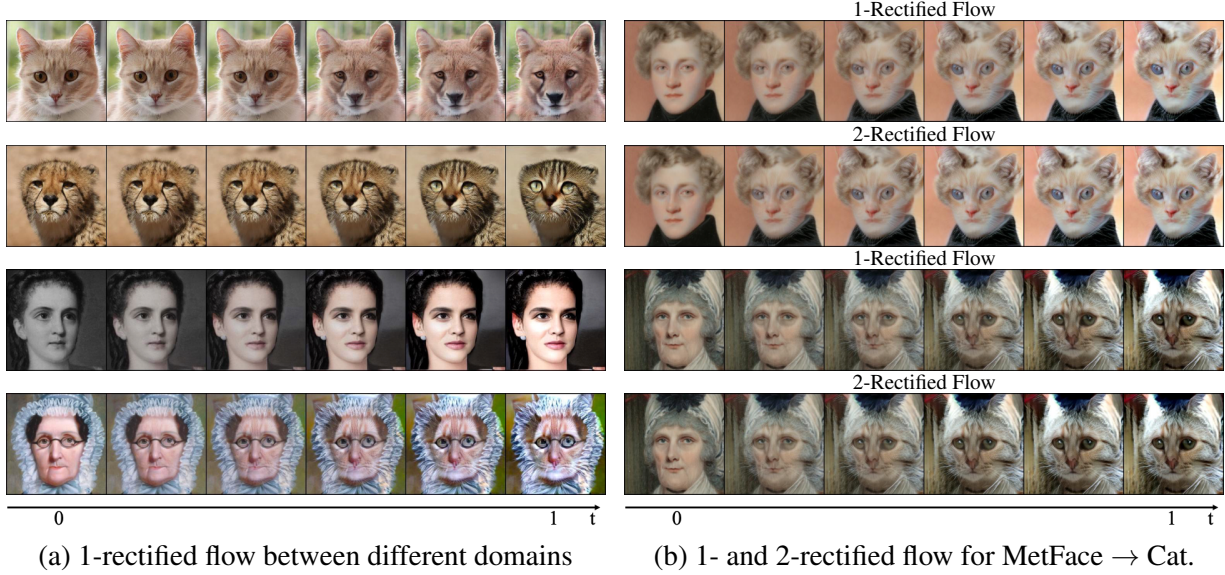 1-Rectified Flow
2-Rectified Flow
1-Rectified Flow
2-Rectified Flow
0 1 t
0 1 t
(a) 1-rectified flow between different domains
(b) 1- and 2-rectified flow for MetFace → Cat.